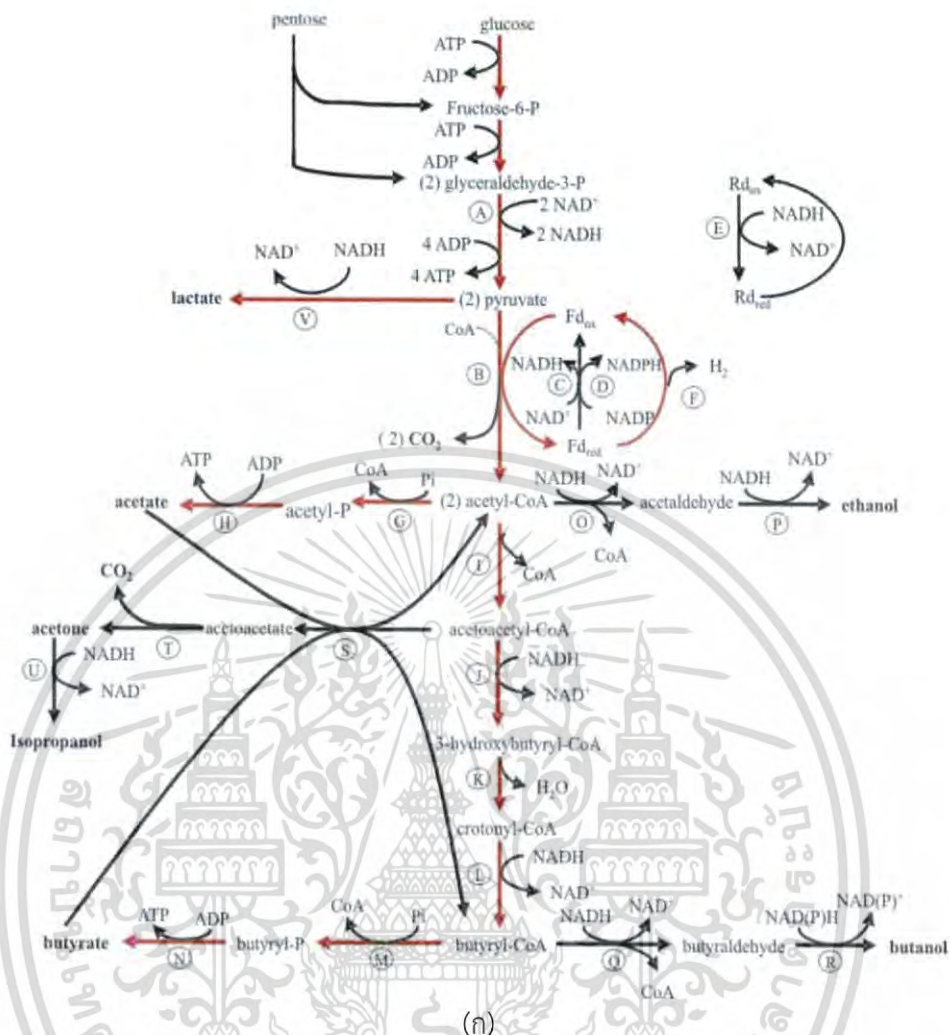 pentose
glucose
ATP
ADP
Fructose-6-P
ATP
ADP
(2) glyceraldehyde-3-P
A
2 NAD⁺
2 NADH
4 ADP
4 ATP
Rdox
E
NADH
NAD⁺
Rdred
NAD⁺
NADH
lactate
V
(2) pyruvate
CoA
B
Fdox
NADH
C
D
NADPH
NAD⁺
NADP
Fdred
H₂
F
(2) CO₂
ATP
ADP
CoA
Pi
acetate
H
acetyl-P
G
(2) acetyl-CoA
NADH
NAD⁺
O
CoA
acetaldehyde
NADH
NAD⁺
P
ethanol
I
CoA
CO₂
acetone
T
acetoacetate
S
acetoacetyl-CoA
U
NADH
NAD⁺
Isopropanol
J
NADH
NAD⁺
3-hydroxybutyryl-CoA
K
H₂O
crotonyl-CoA
L
NADH
NAD⁺
butyrate
ATP
ADP
N
butyryl-P
CoA
Pi
M
butyryl-CoA
NADH
NAD⁺
Q
CoA
butyraldehyde
NAD(P)H
NAD(P)⁺
R
butanol
(ก)